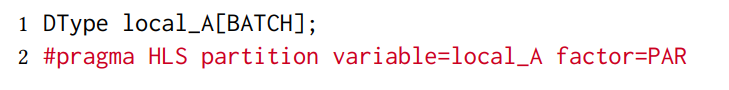 1 DType local_A[BATCH];
2 #pragma HLS partition variable=local_A factor=PAR